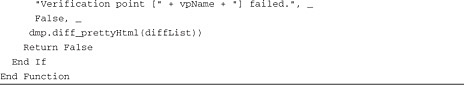 "Verification point [" + vpName + "] failed.", _
False, _
dmp.diff_prettyHtml(diffList))
Return False
End If
End Function